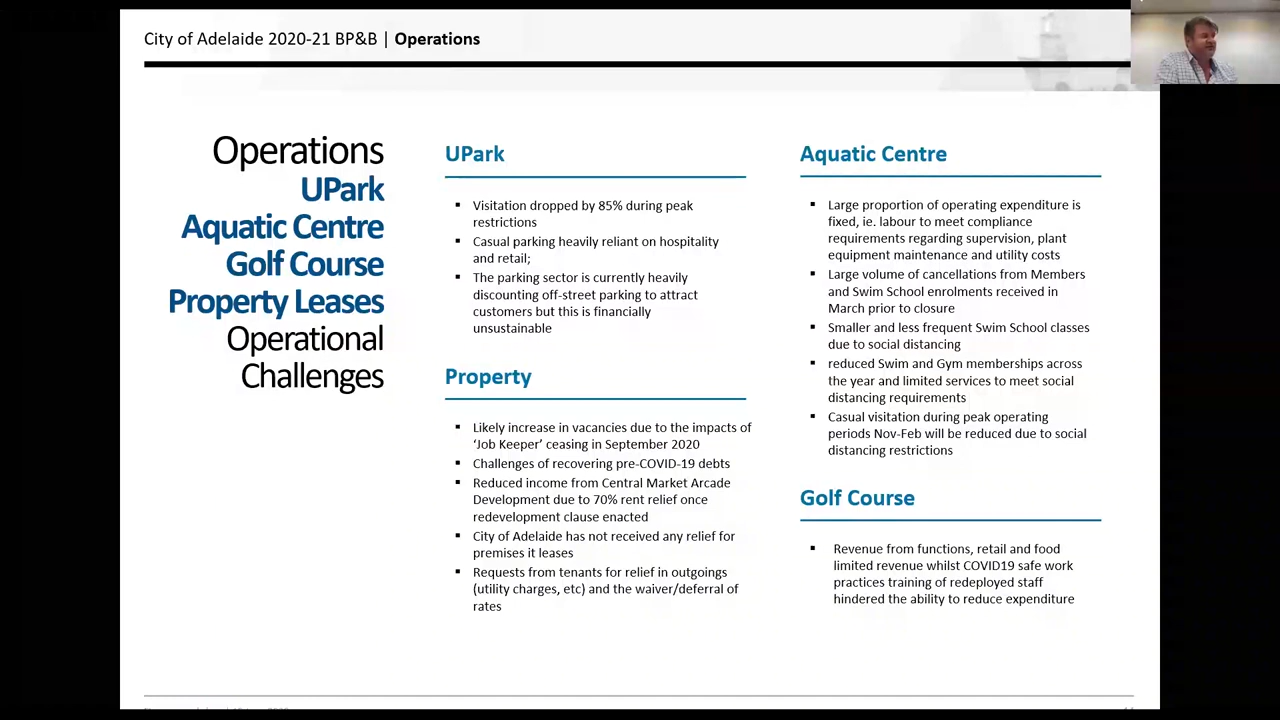 City of Adelaide 2020-21 BP&B | Operations
Operations
UPark
Aquatic Centre
Golf Course
Property Leases
Operational
Challenges
UPark
Visitation dropped by 85% during peak
restrictions
Casual parking heavily reliant on hospitality
and retail;
The parking sector is currently heavily
discounting off-street parking to attract
customers but this is financially
unsustainable
Property
Likely increase in vacancies due to the impacts of
‘Job Keeper’ ceasing in September 2020
Challenges of recovering pre-COVID-19 debts
Reduced income from Central Market Arcade
Development due to 70% rent relief once
redevelopment clause enacted
City of Adelaide has not received any relief for
premises it leases
Requests from tenants for relief in outgoings
(utility charges, etc) and the waiver/deferral of
rates
Aquatic Centre
Large proportion of operating expenditure is
fixed, ie. labour to meet compliance
requirements regarding supervision, plant
equipment maintenance and utility costs
Large volume of cancellations from Members
and Swim School enrolments received in
March prior to closure
Smaller and less frequent Swim School classes
due to social distancing
reduced Swim and Gym memberships across
the year and limited services to meet social
distancing requirements
Casual visitation during peak operating
periods Nov-Feb will be reduced due to social
distancing restrictions
Golf Course
Revenue from functions, retail and food
limited revenue whilst COVID19 safe work
practices training of redeployed staff
hindered the ability to reduce expenditure